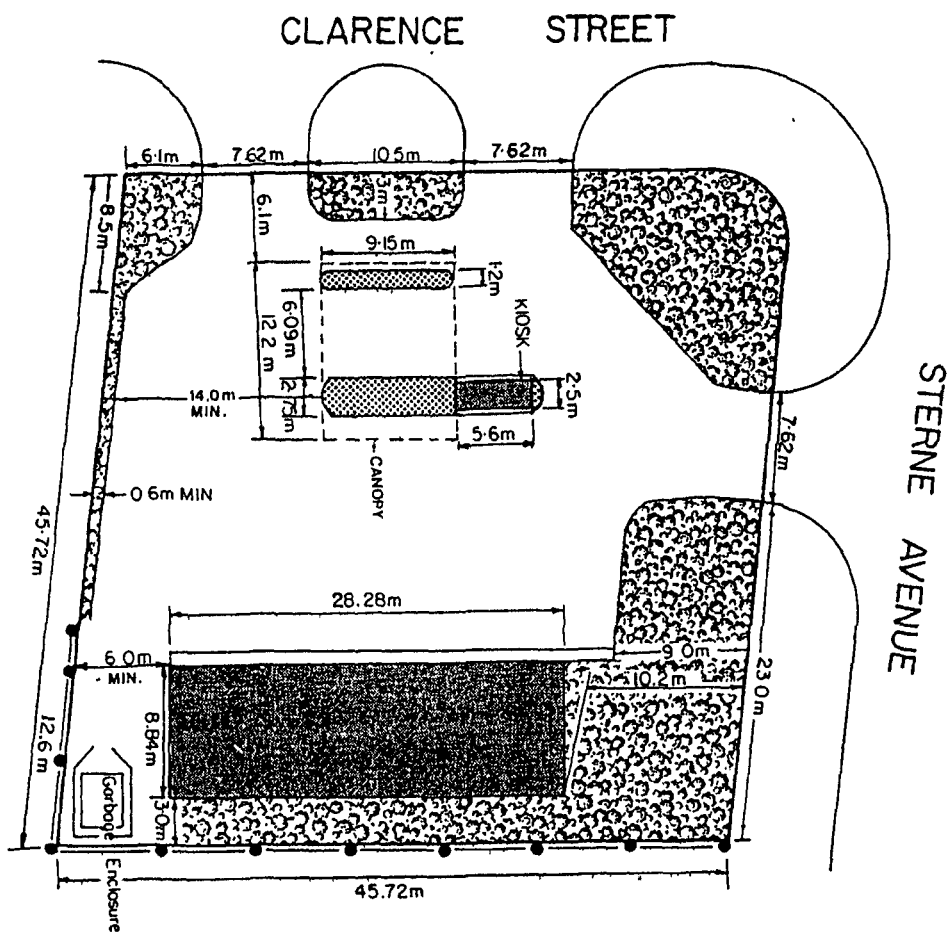 CLARENCE STREET
6.1m
7.62m
10.5m
7.62m
3m
8.5m
6.1m
9.15m
1.2m
KIOSK
6.09m
12.2m
2.5m
14.0m
MIN.
2.75m
5.6m
7.62m
STERNE AVENUE
CANOPY
0.6m MIN
45.72m
28.28m
9.0m
6.0m
MIN.
10.2m
23.0m
8.84m
12.6m
3.0m
Garbage Enclosure
45.72m